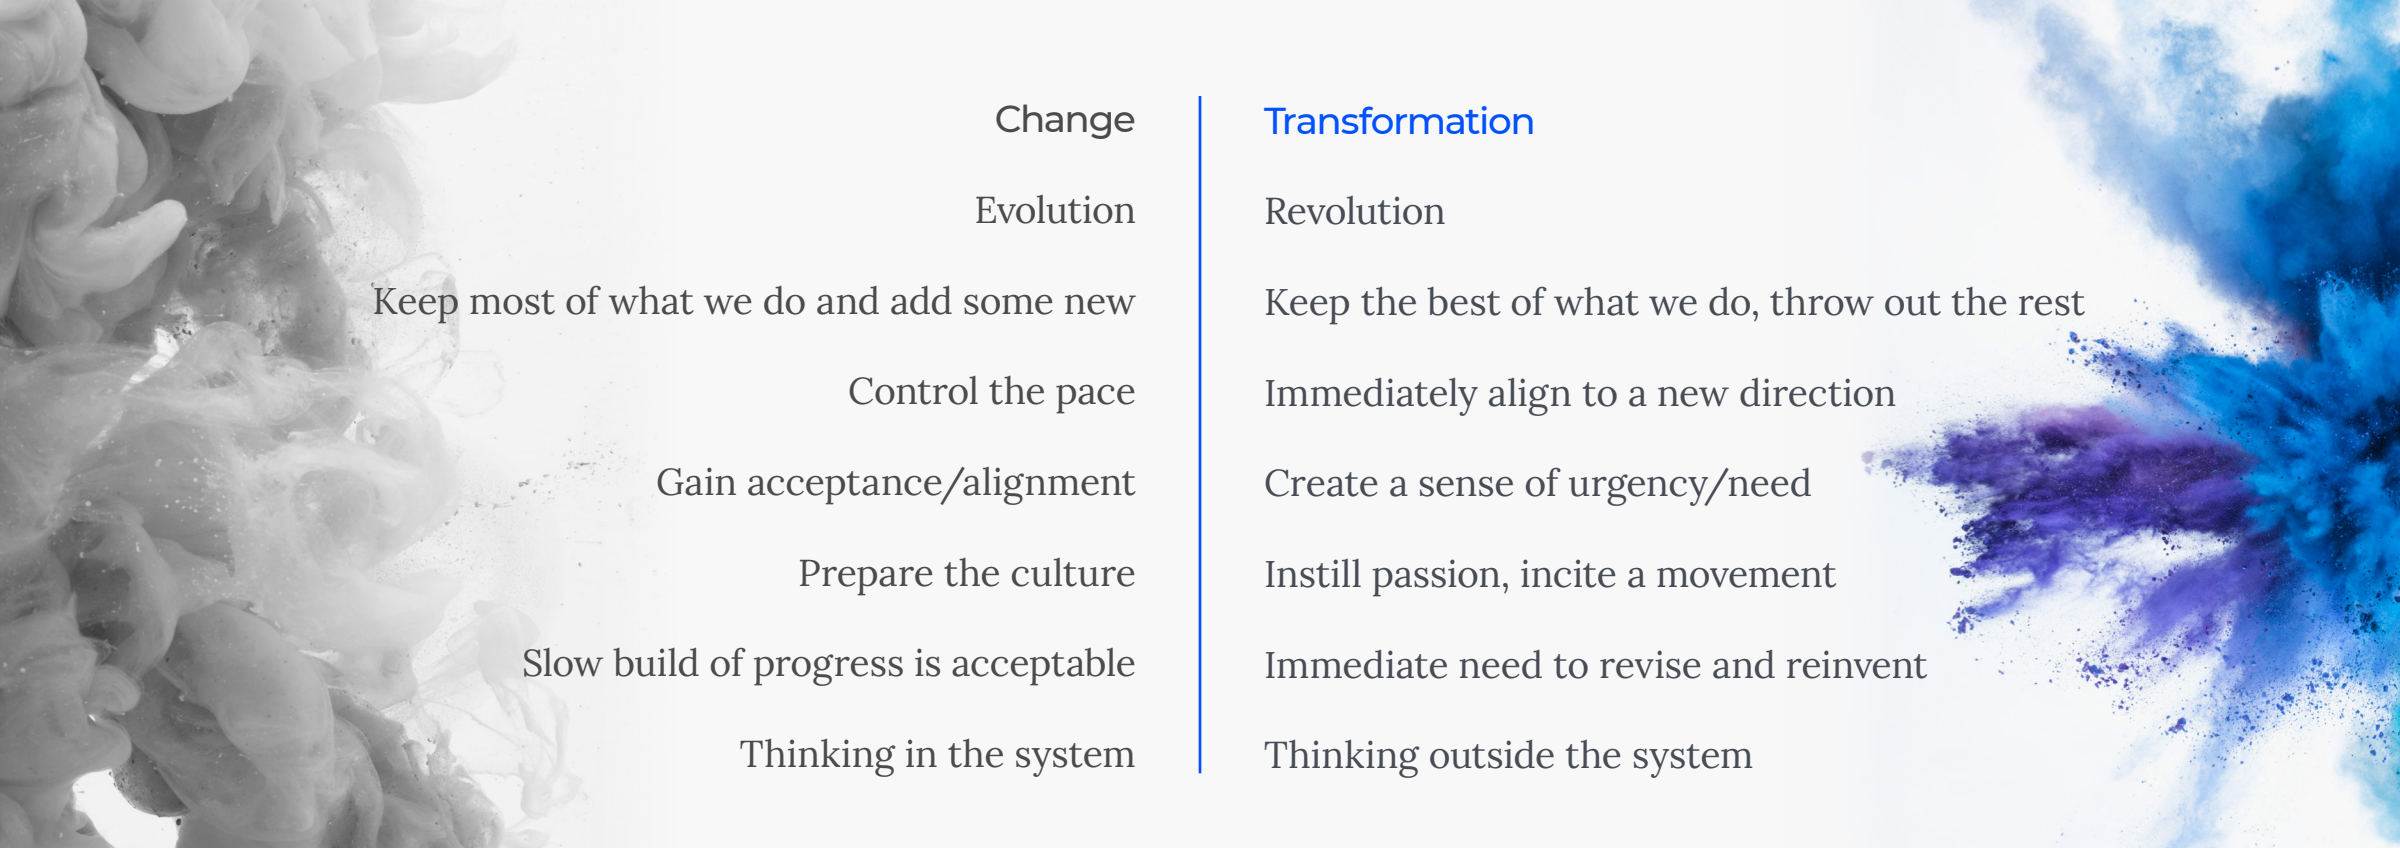 Change
Transformation
Evolution
Revolution
Keep most of what we do and add some new
Keep the best of what we do, throw out the rest
Control the pace
Immediately align to a new direction
Gain acceptance/alignment
Create a sense of urgency/need
Prepare the culture
Instill passion, incite a movement
Slow build of progress is acceptable
Immediate need to revise and reinvent
Thinking in the system
Thinking outside the system